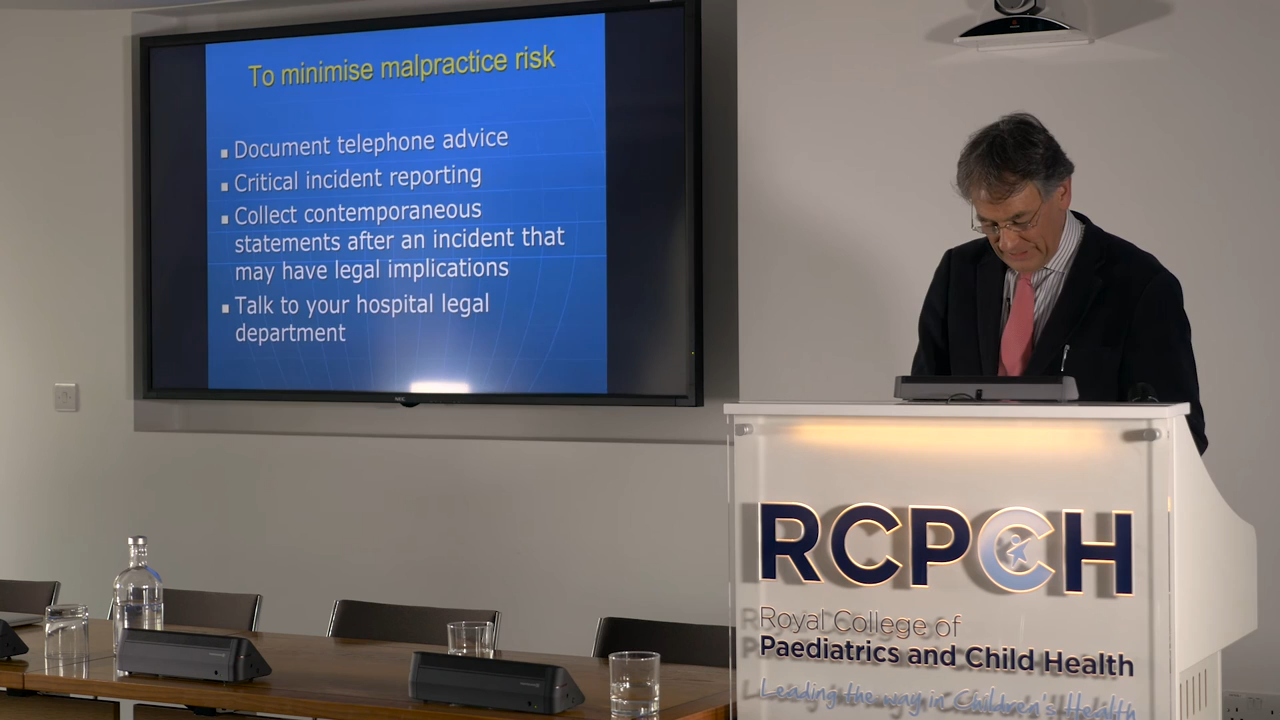 To minimise malpractice risk
Document telephone advice
Critical incident reporting
Collect contemporaneous
statements after an incident that
may have legal implications
Talk to your hospital legal
department
NEC
RCPCH
Royal College of
Paediatrics and Child Health
Leading the way in Children's Health